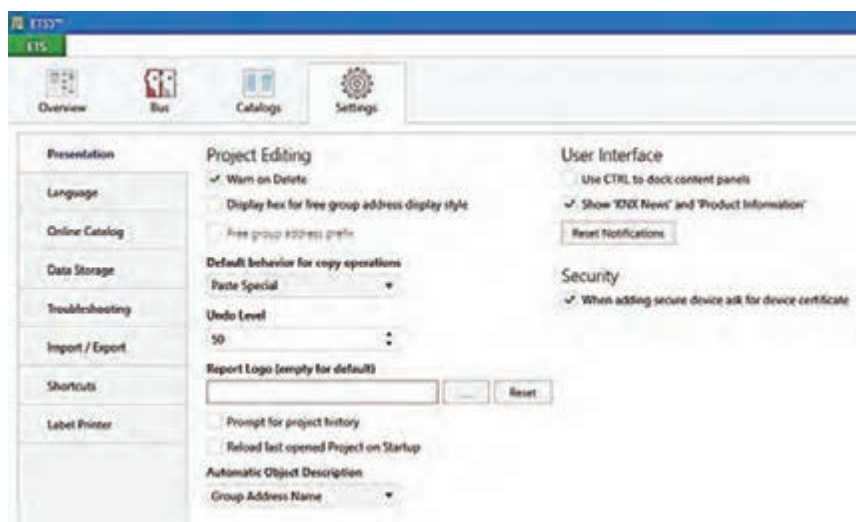 ETS5™
ETS
Overview
Bus
Catalogs
Settings
Presentation
Language
Online Catalog
Data Storage
Troubleshooting
Import / Export
Shortcuts
Label Printer
Project Editing
Warn on Delete
Display hex for free group address display style
Free group address prefix
Default behavior for copy operations
Paste Special
Undo Level
50
Report Logo (empty for default)
...
Reset
Prompt for project history
Reload last opened Project on Startup
Automatic Object Description
Group Address Name
User Interface
Use CTRL to dock content panels
Show 'KNX News' and 'Product Information'
Reset Notifications
Security
When adding secure device ask for device certificate